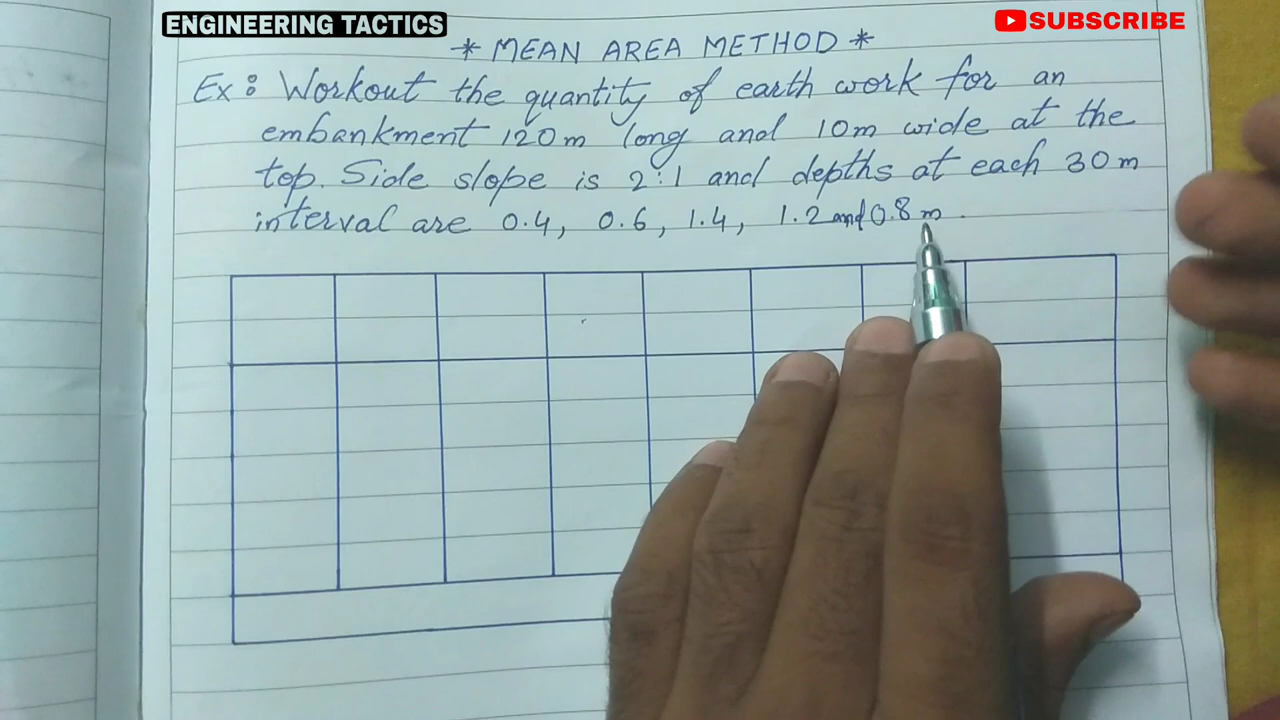 ENGINEERING TACTICS
SUBSCRIBE
* MEAN AREA METHOD *
Ex: Workout the quantity of earth work for an
embankment 120m long and 10m wide at the
top. Side slope is 2:1 and depths at each 30m
interval are 0.4, 0.6, 1.4, 1.2 and 0.8 m.